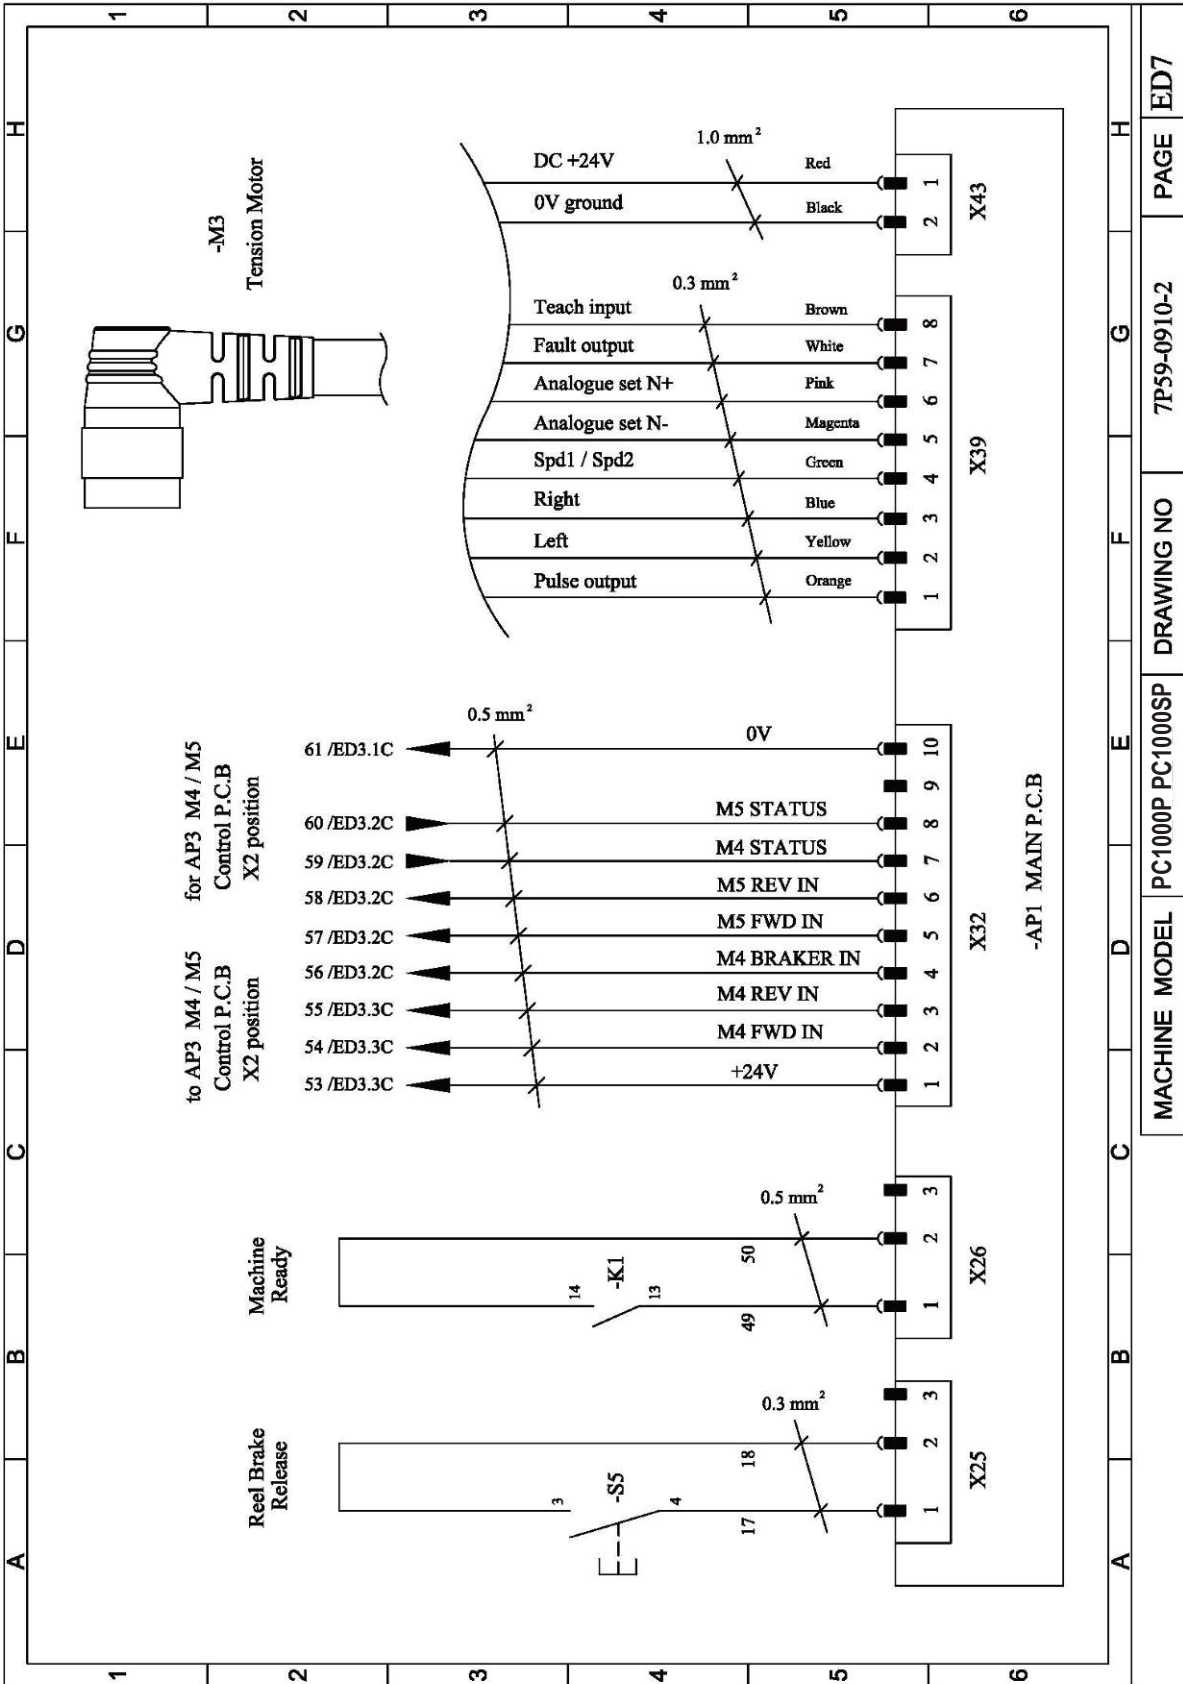 A B C D E F G H
1
2
3
4
5
6
Reel Brake
Release
3
-S5
4
17
18
0.3 mm²
1 2 3
X25
Machine
Ready
14
-K1
13
49
50
0.5 mm²
1 2 3
X26
to AP3 M4 / M5
Control P.C.B
X2 position
for AP3 M4 / M5
Control P.C.B
X2 position
53 /ED3.3C
54 /ED3.3C
55 /ED3.3C
56 /ED3.2C
57 /ED3.2C
58 /ED3.2C
59 /ED3.2C
60 /ED3.2C
61 /ED3.1C
0.5 mm²
+24V
M4 FWD IN
M4 REV IN
M4 BRAKER IN
M5 FWD IN
M5 REV IN
M4 STATUS
M5 STATUS
0V
1 2 3 4 5 6 7 8 9 10
X32
-M3
Tension Motor
Pulse output
Left
Right
Spd1 / Spd2
Analogue set N-
Analogue set N+
Fault output
Teach input
0.3 mm²
Orange
Yellow
Blue
Green
Magenta
Pink
White
Brown
1 2 3 4 5 6 7 8
X39
0V ground
DC +24V
1.0 mm²
Black
Red
2 1
X43
-AP1 MAIN P.C.B
1
2
3
4
5
6
A B C D E F G H
MACHINE MODEL PC1000P PC1000SP DRAWING NO 7P59-0910-2 PAGE ED7